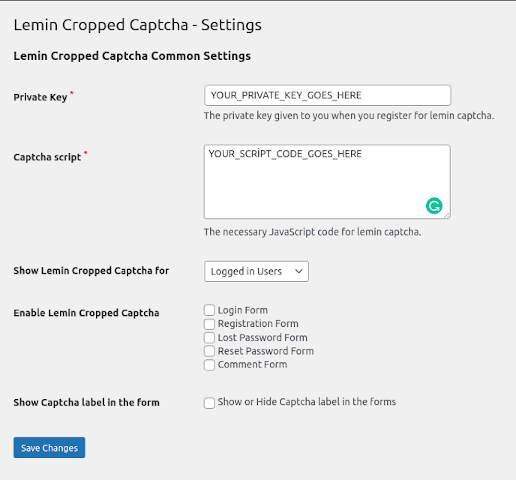 Lemin Cropped Captcha - Settings
Lemin Cropped Captcha Common Settings
Private Key *
YOUR_PRIVATE_KEY_GOES_HERE
The private key given to you when you register for lemin captcha.
Captcha script *
YOUR_SCRİPT_CODE_GOES_HERE
The necessary JavaScript code for lemin captcha.
Show Lemin Cropped Captcha for
Logged in Users
Enable Lemin Cropped Captcha
Login Form
Registration Form
Lost Password Form
Reset Password Form
Comment Form
Show Captcha label in the form
Show or Hide Captcha label in the forms
Save Changes